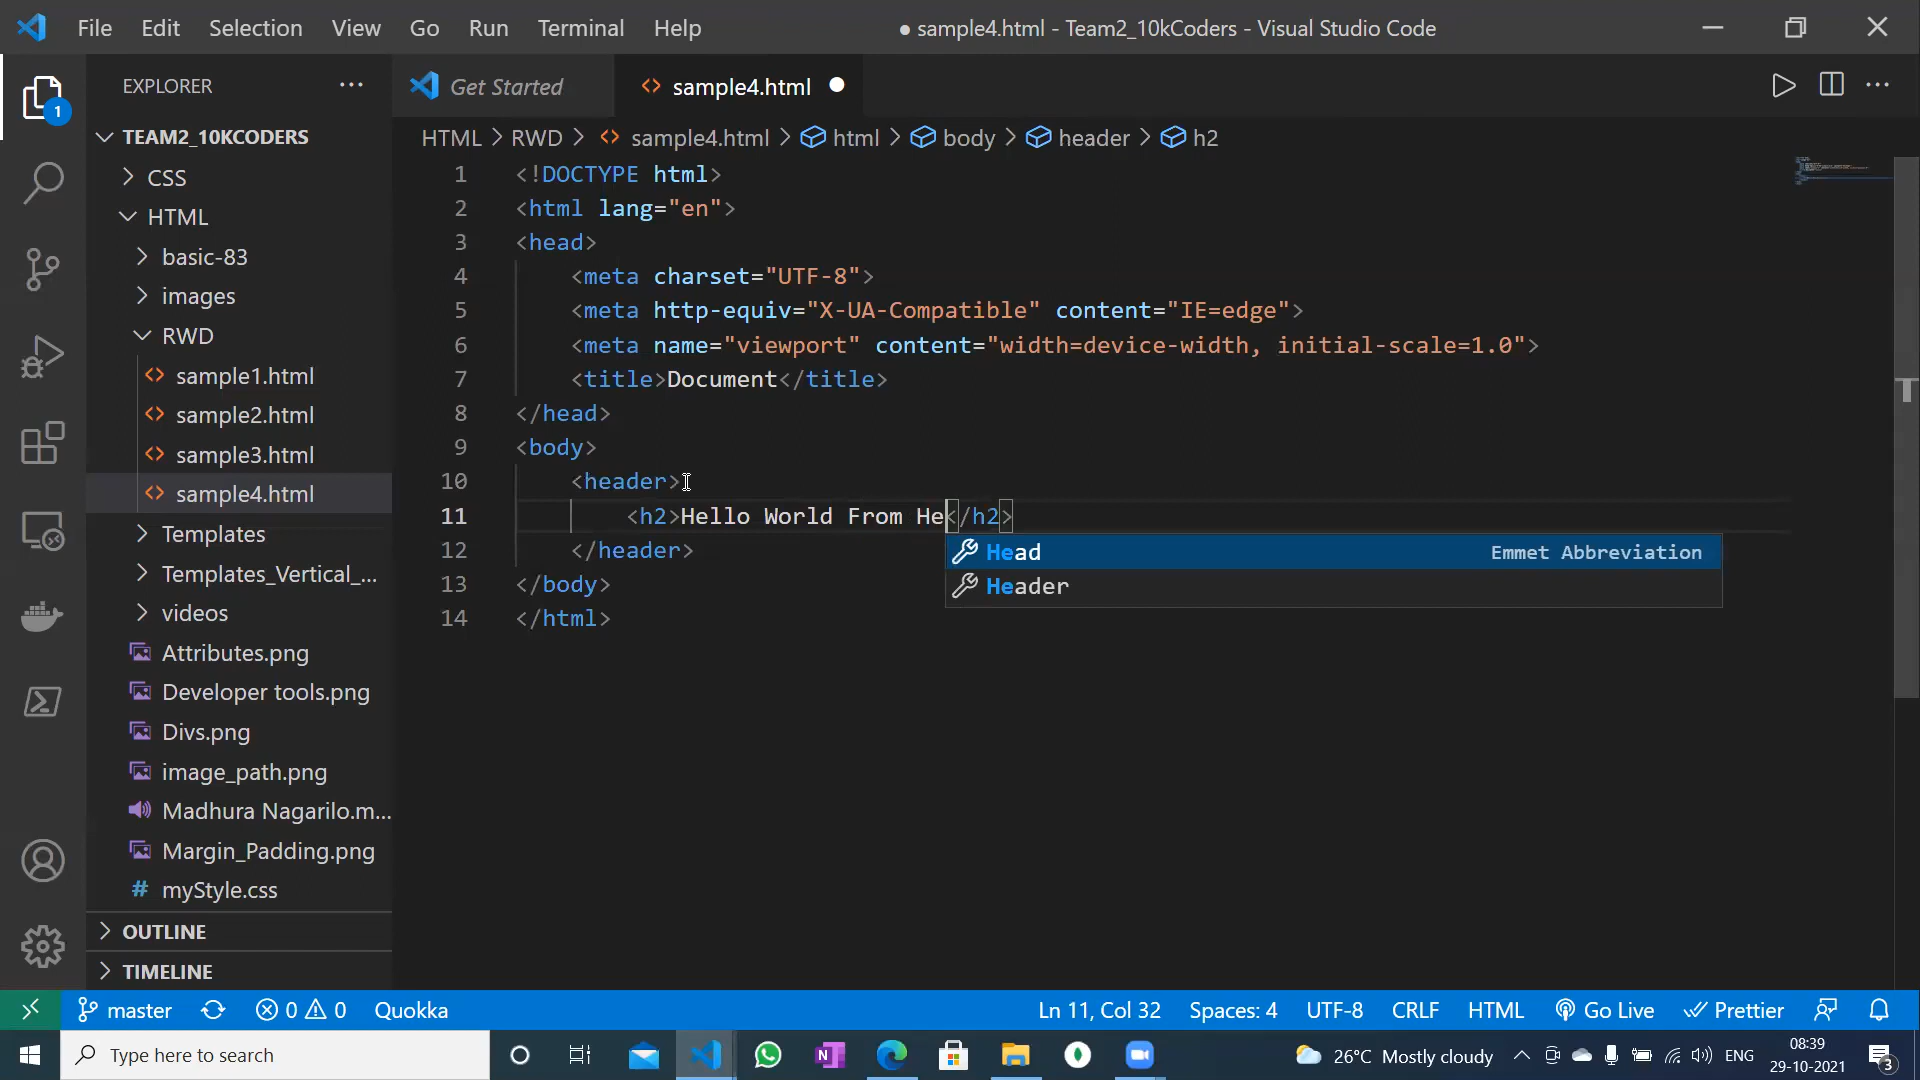 File Edit Selection View Go Run Terminal Help ● sample4.html - Team2_10kCoders - Visual Studio Code
EXPLORER ···
Get Started
sample4.html
1
TEAM2_10KCODERS
CSS
HTML
basic-83
images
RWD
sample1.html
sample2.html
sample3.html
sample4.html
Templates
Templates_Vertical_...
videos
Attributes.png
Developer tools.png
Divs.png
image_path.png
Madhura Nagarilo.m...
Margin_Padding.png
# myStyle.css
OUTLINE
TIMELINE
HTML > RWD > sample4.html > html > body > header > h2
1 <!DOCTYPE html>
2 <html lang="en">
3 <head>
4 <meta charset="UTF-8">
5 <meta http-equiv="X-UA-Compatible" content="IE=edge">
6 <meta name="viewport" content="width=device-width, initial-scale=1.0">
7 <title>Document</title>
8 </head>
9 <body>
10 <header>
11 <h2>Hello World From He</h2>
12 </header>
13 </body>
14 </html>
Head Emmet Abbreviation
Header
master 0 0 Quokka Ln 11, Col 32 Spaces: 4 UTF-8 CRLF HTML Go Live Prettier
Type here to search
26°C Mostly cloudy ENG
08:39
29-10-2021
3